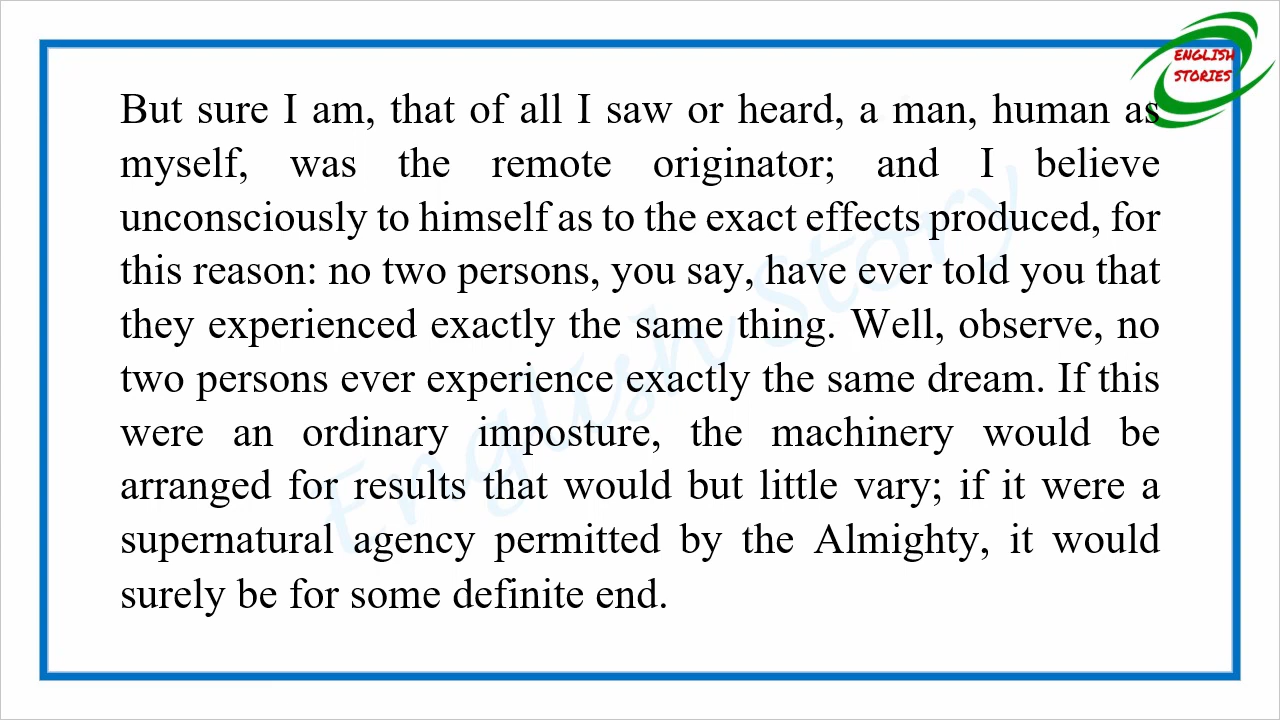 ENGLISH
STORIES
But sure I am, that of all I saw or heard, a man, human as
myself, was the remote originator; and I believe
unconsciously to himself as to the exact effects produced, for
this reason: no two persons, you say, have ever told you that
they experienced exactly the same thing. Well, observe, no
two persons ever experience exactly the same dream. If this
were an ordinary imposture, the machinery would be
arranged for results that would but little vary; if it were a
supernatural agency permitted by the Almighty, it would
surely be for some definite end.
English Story